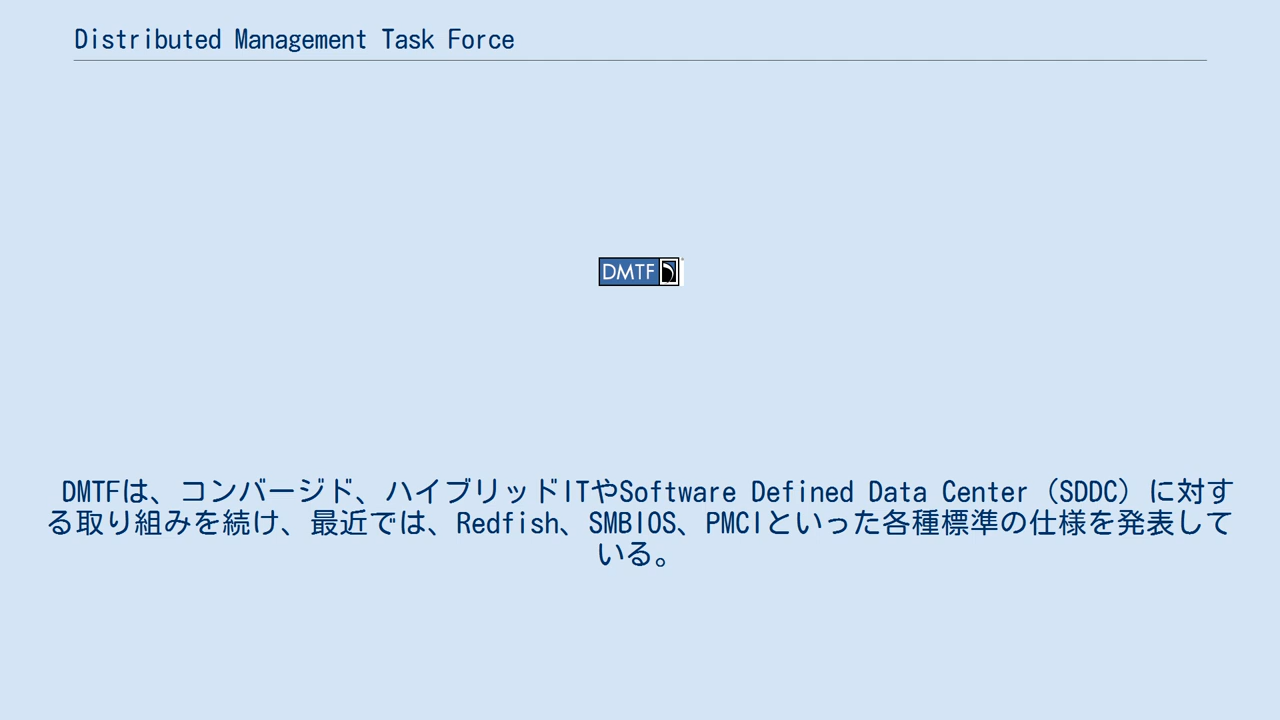 Distributed Management Task Force
DMTF
DMTFは、コンバージド、ハイブリッドITやSoftware Defined Data Center（SDDC）に対す
る取り組みを続け、最近では、Redfish、SMBIOS、PMCIといった各種標準の仕様を発表して
いる。